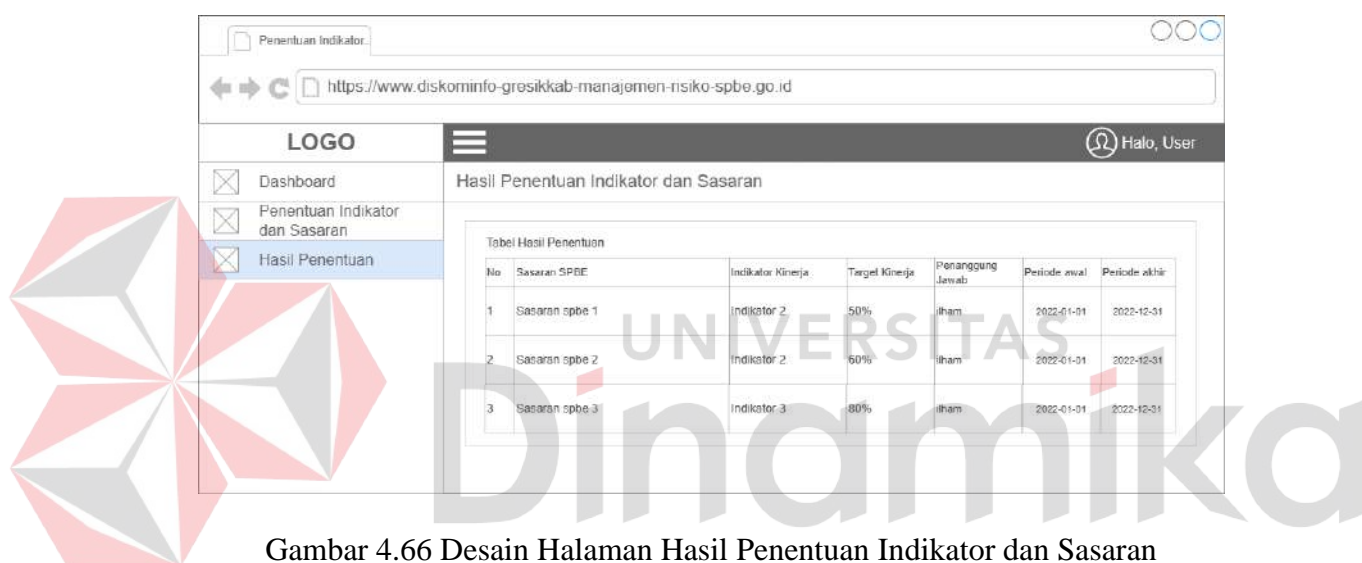 Penentuan Indikator..
https://www.diskominfo-gresikkab-manajemen-risiko-spbe.go.id
LOGO
Halo, User
Dashboard
Penentuan Indikator
dan Sasaran
Hasil Penentuan
Hasil Penentuan Indikator dan Sasaran
Tabel Hasil Penentuan
No Sasaran SPBE Indikator Kinerja Target Kinerja Penanggung Jawab Periode awal Periode akhir
1 Sasaran spbe 1 Indikator 2 50% ilham 2022-01-01 2022-12-31
2 Sasaran spbe 2 Indikator 2 60% ilham 2022-01-01 2022-12-31
3 Sasaran spbe 3 Indikator 3 80% ilham 2022-01-01 2022-12-31
UNIVERSITAS
Dinamika
Gambar 4.66 Desain Halaman Hasil Penentuan Indikator dan Sasaran